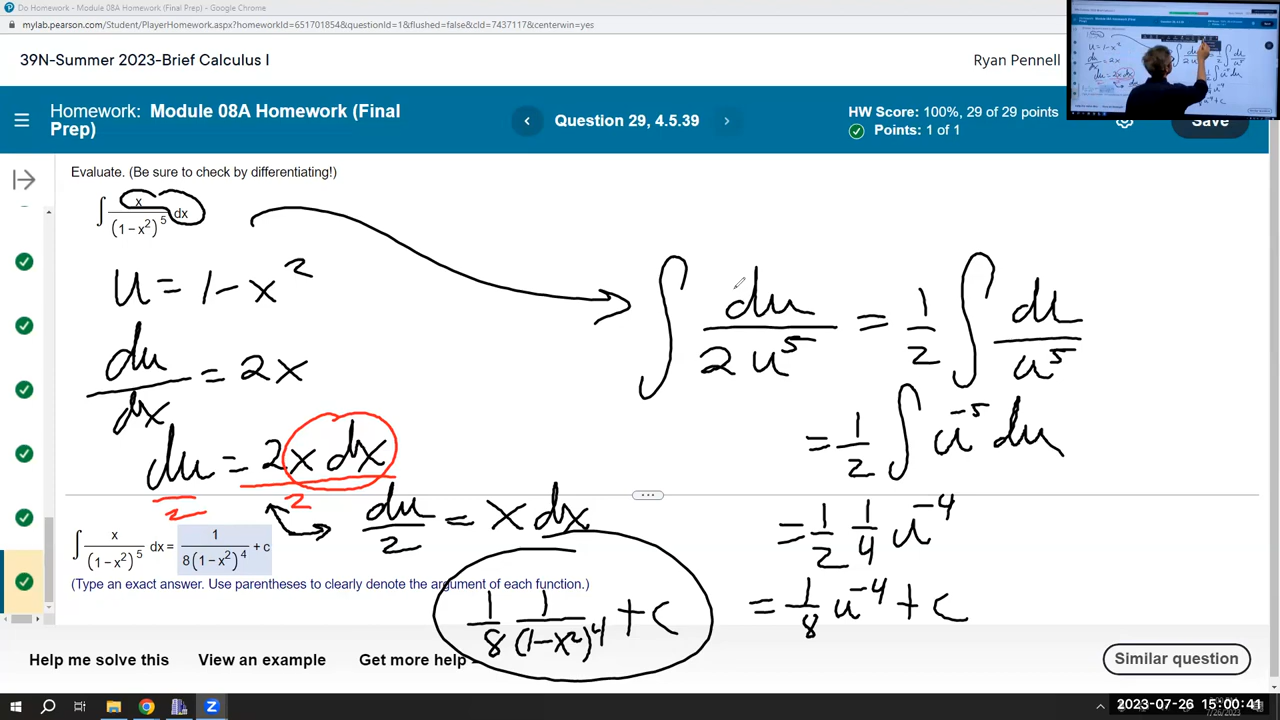 Do Homework - Module 08A Homework (Final Prep) - Google Chrome
mylab.pearson.com/Student/PlayerHomework.aspx?homeworkId=651701854&questionId=1&flushed=false&cId=7437117&b
yes
39N-Summer 2023-Brief Calculus I
Ryan Pennell
Homework: Module 08A Homework (Final Prep)
Question 29, 4.5.39
HW Score: 100%, 29 of 29 points
Points: 1 of 1
Save
Evaluate. (Be sure to check by differentiating!)
∫ x/(1-x²)⁵ dx
u = 1-x²
du/dx = 2x
du/2 = 2x dx/2
du/2 = x dx
∫ du/2u⁵ = 1/2 ∫ du/u⁵
= 1/2 ∫ u⁻⁵ du
= 1/2 1/4 u⁻⁴
= 1/8 u⁻⁴ + c
1/8 1/(1-x²)⁴ + c
∫ x/(1-x²)⁵ dx = 1/8(1-x²)⁴ + c
(Type an exact answer. Use parentheses to clearly denote the argument of each function.)
Help me solve this
View an example
Get more help
Similar question
2023-07-26 15:00:41